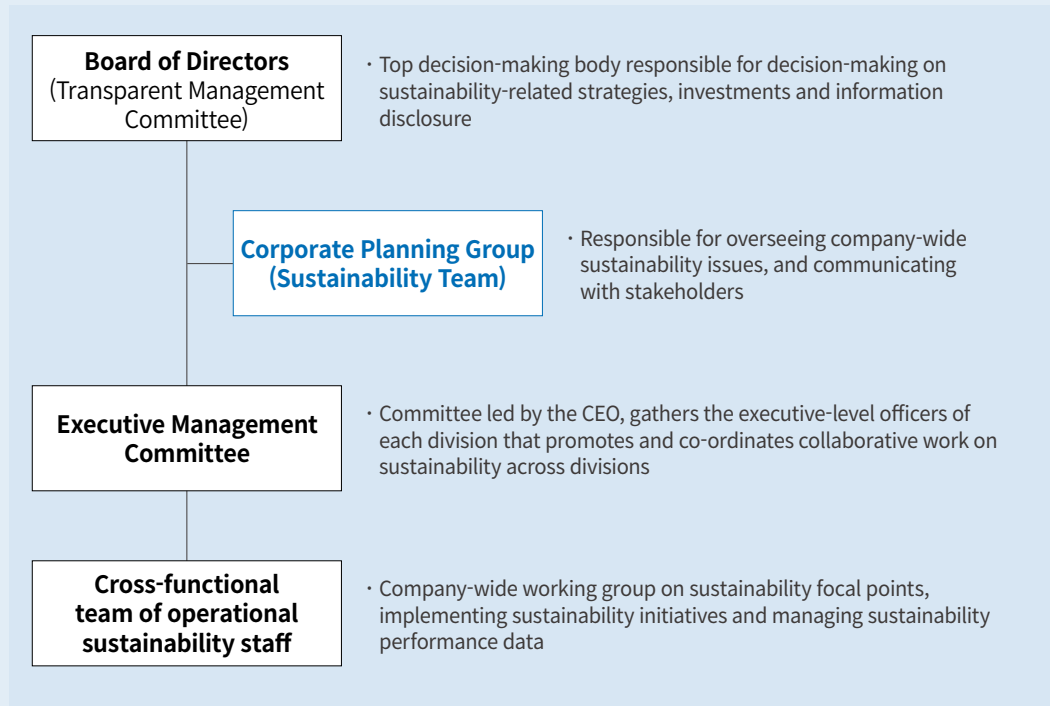 Board of Directors
(Transparent Management
Committee)
· Top decision-making body responsible for decision-making on
sustainability-related strategies, investments and information
disclosure
Corporate Planning Group
(Sustainability Team)
· Responsible for overseeing company-wide
sustainability issues, and communicating
with stakeholders
Executive Management
Committee
· Committee led by the CEO, gathers the executive-level officers of
each division that promotes and co-ordinates collaborative work on
sustainability across divisions
Cross-functional
team of operational
sustainability staff
· Company-wide working group on sustainability focal points,
implementing sustainability initiatives and managing sustainability
performance data